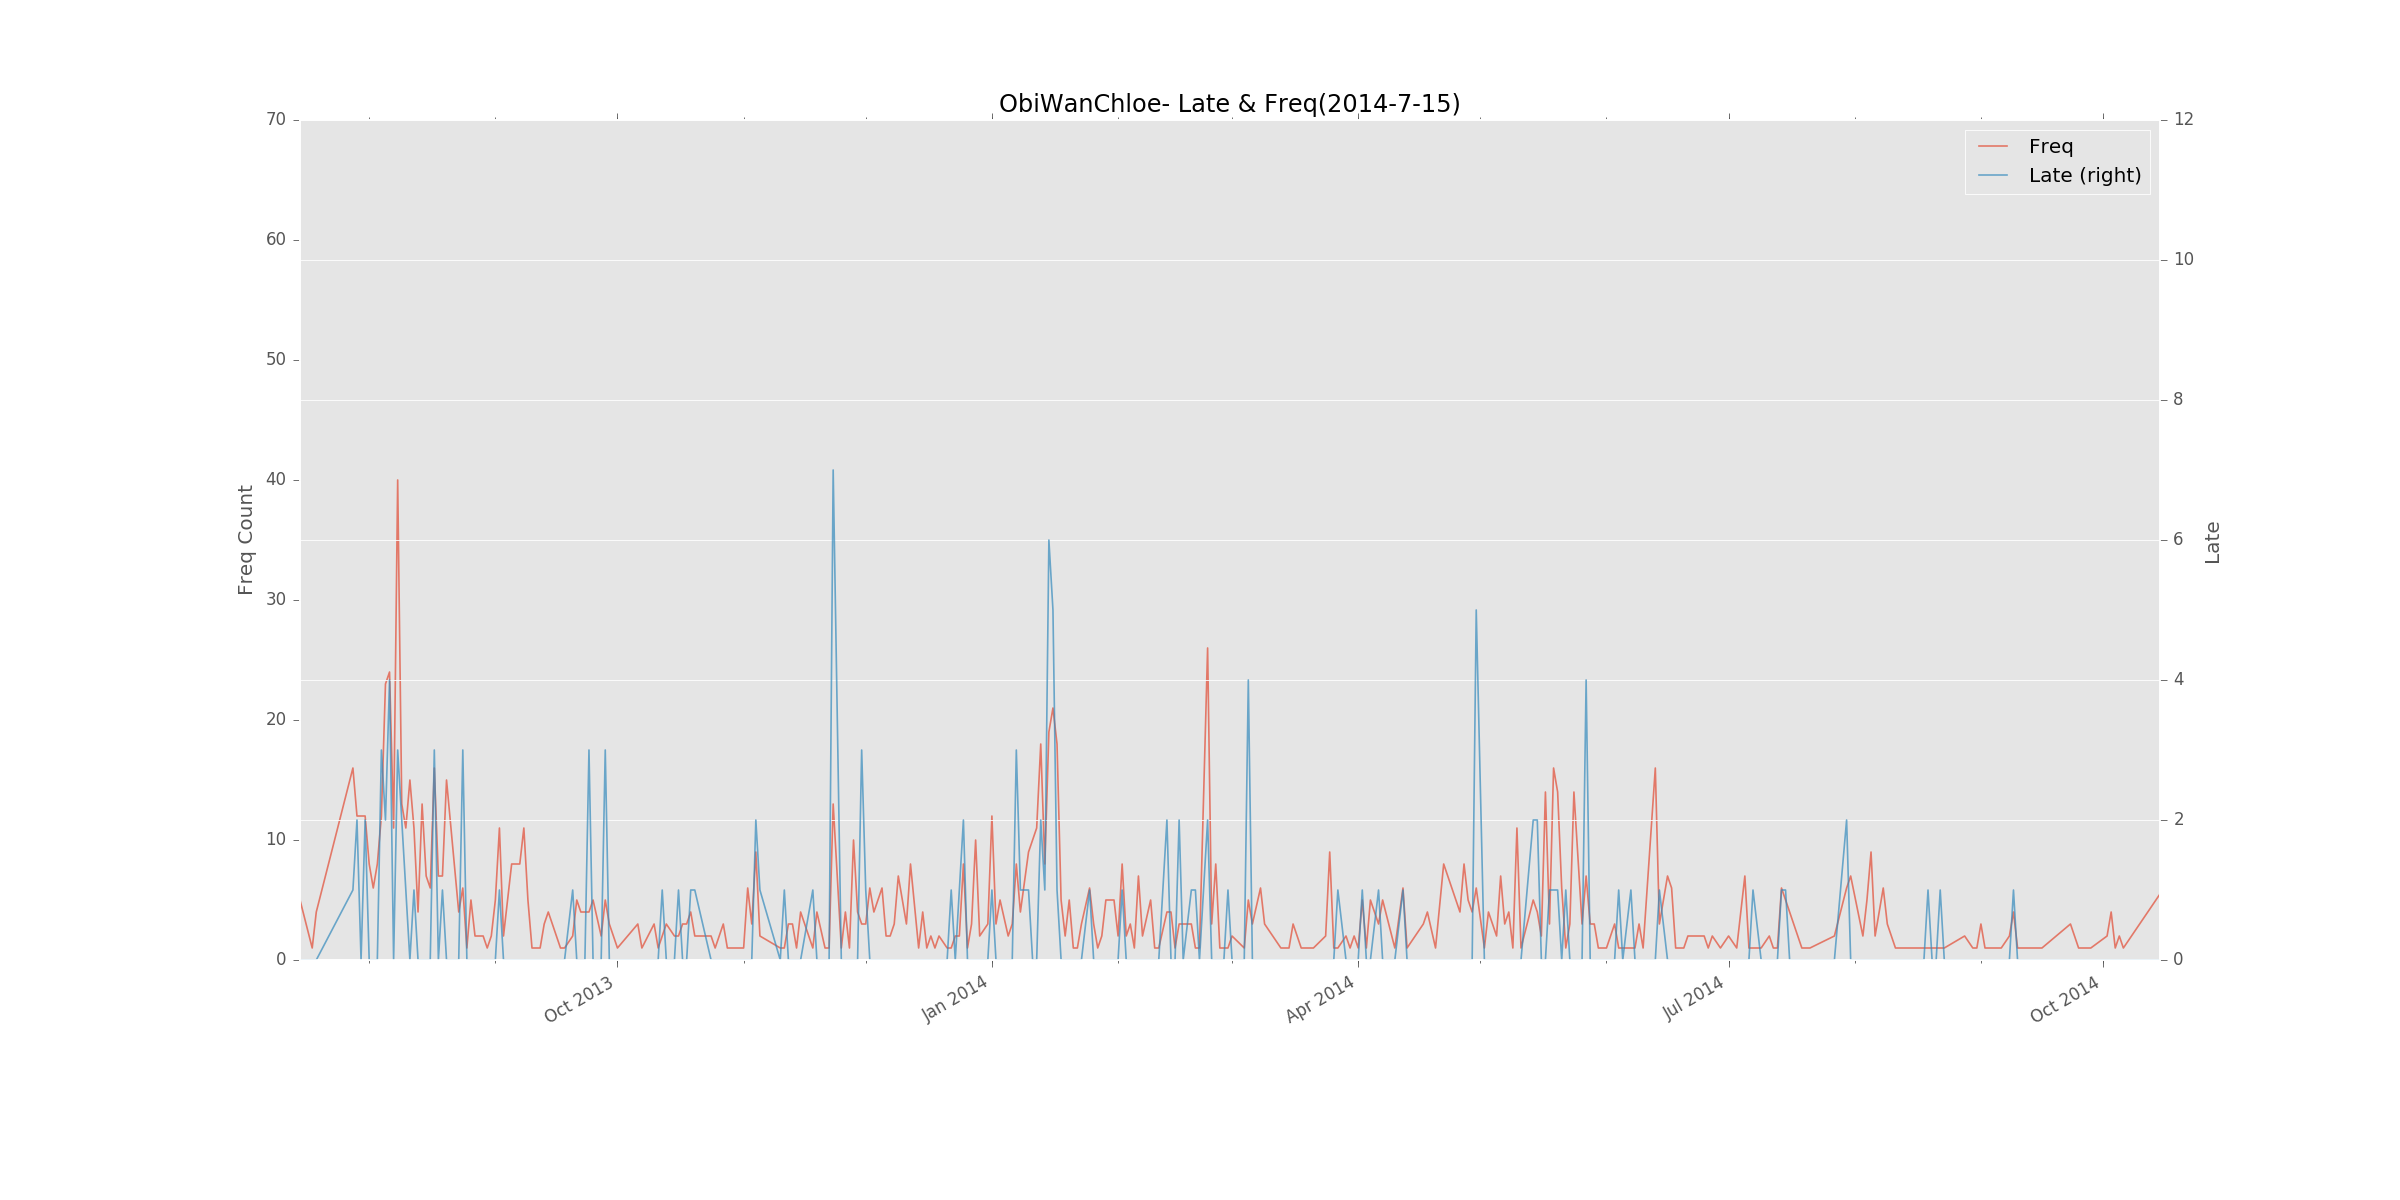 ObiWanChloe- Late & Freq(2014-7-15)
Freq
Late (right)
70
60
50
40
30
20
10
0
Freq Count
12
10
8
6
4
2
0
Late
Oct 2013
Jan 2014
Apr 2014
Jul 2014
Oct 2014